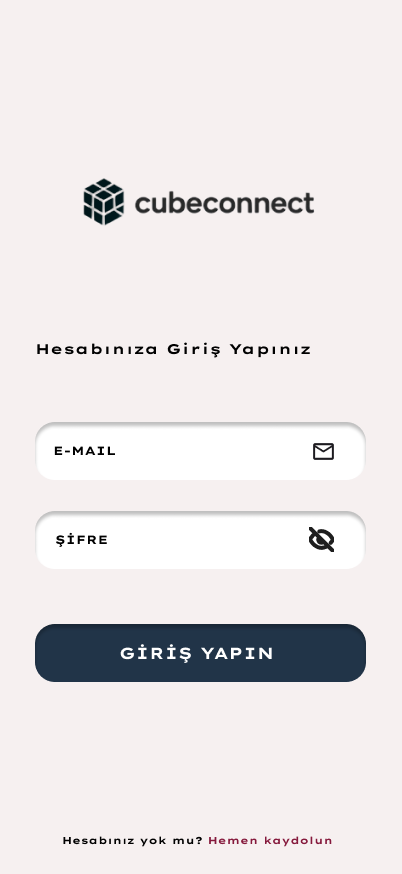 cubeconnect
Hesabınıza Giriş Yapınız
E-MAIL
ŞİFRE
GİRİŞ YAPIN
Hesabınız yok mu? Hemen kaydolun